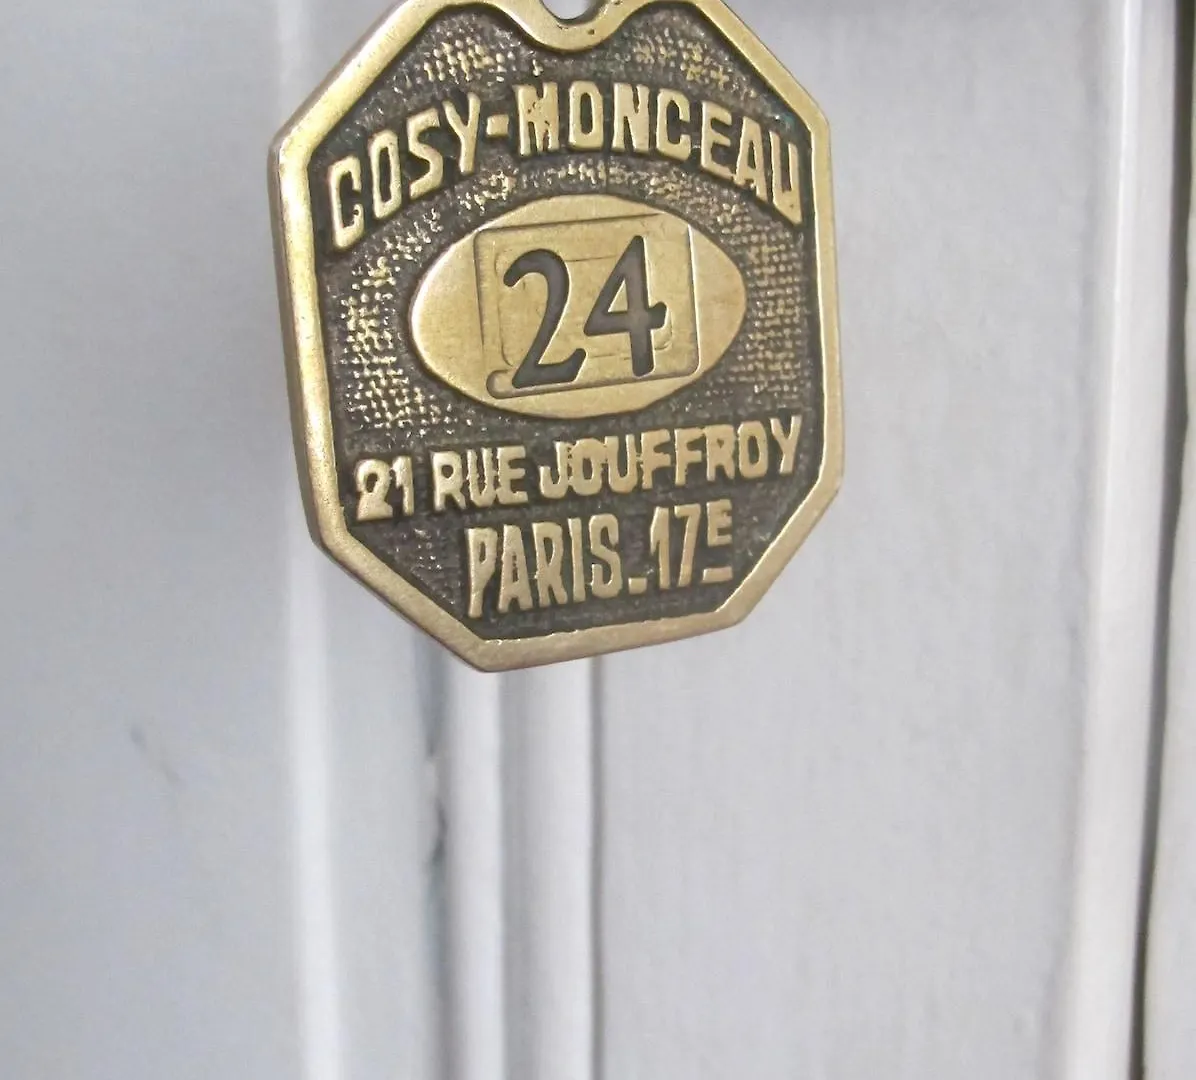 COSY-MONCEAU
24
21 RUE JOUFFROY
PARIS.17E